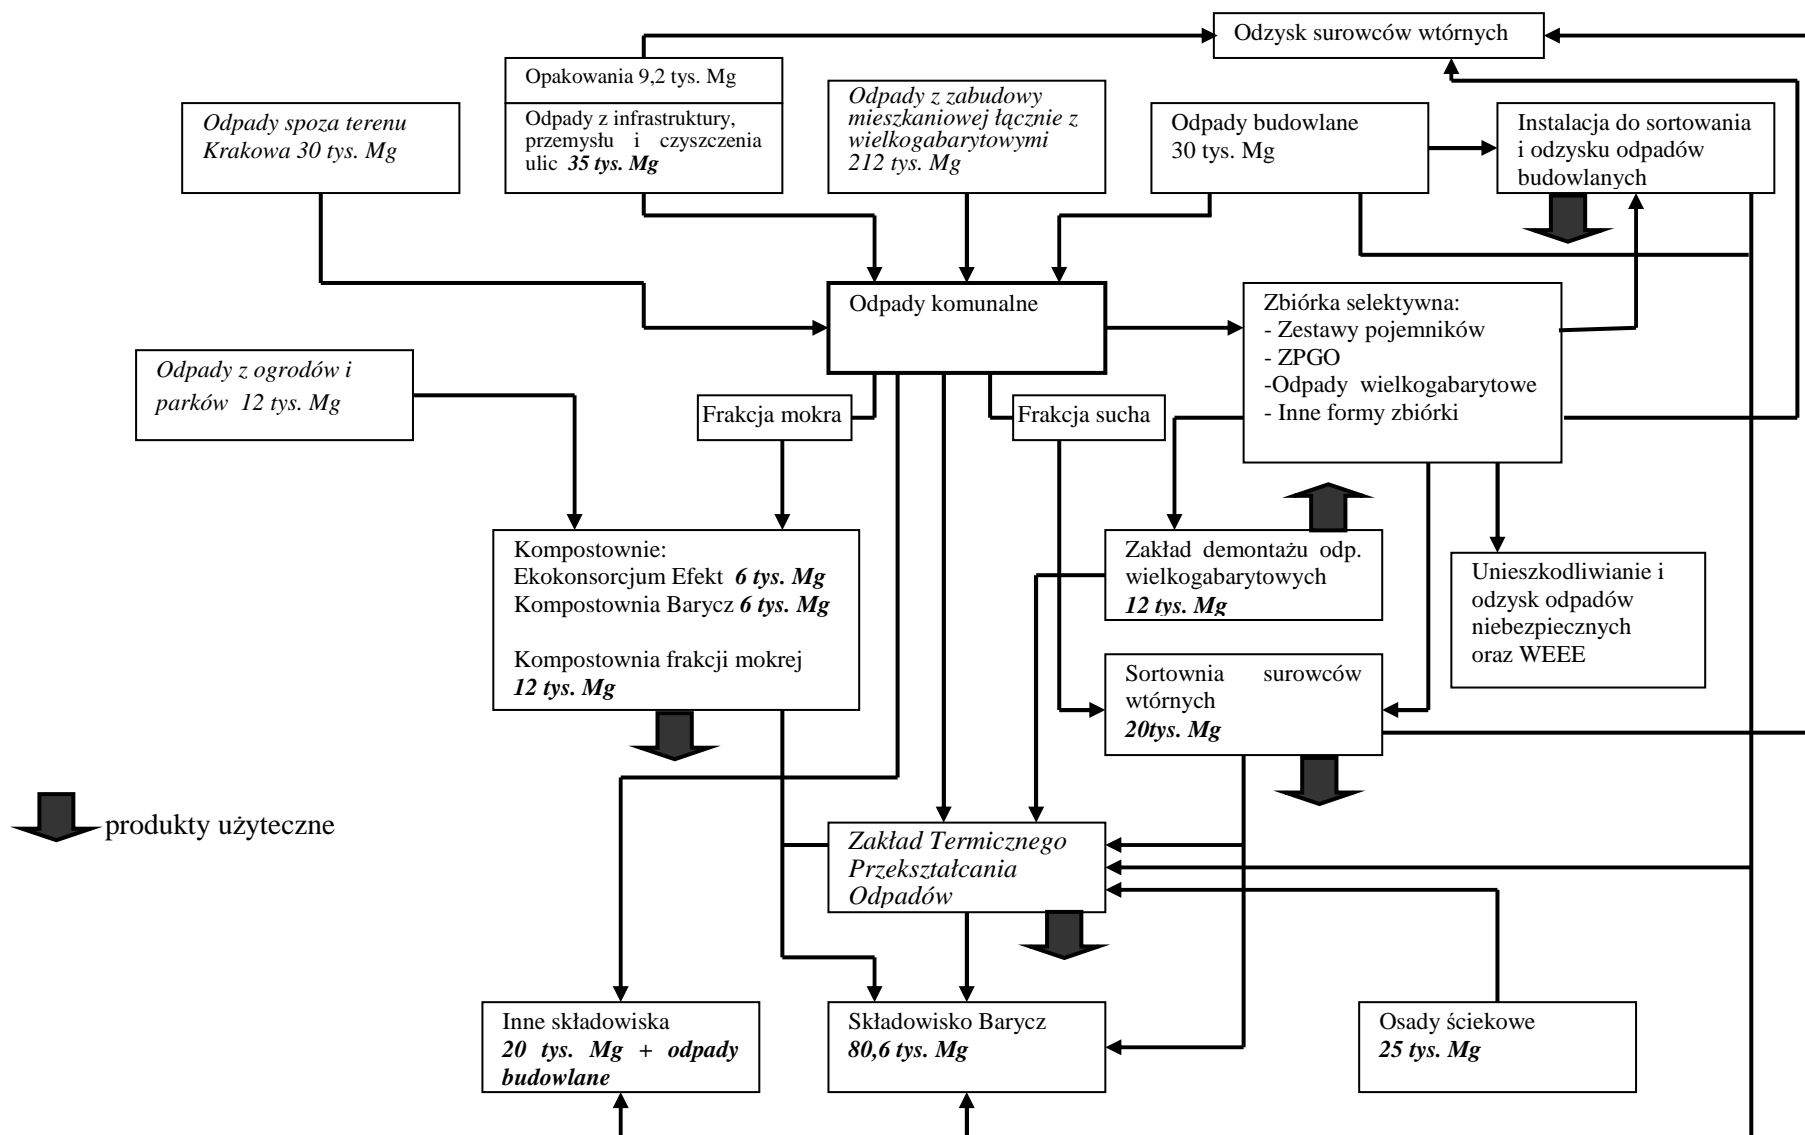 Odzysk surowców wtórnych
Opakowania 9,2 tys. Mg
Odpady z infrastruktury,
przemysłu i czyszczenia
ulic 35 tys. Mg
Odpady z zabudowy
mieszkaniowej łącznie z
wielkogabarytowymi
212 tys. Mg
Odpady budowlane
30 tys. Mg
Instalacja do sortowania
i odzysku odpadów
budowlanych
Odpady spoza terenu
Krakowa 30 tys. Mg
Odpady komunalne
Zbiórka selektywna:
- Zestawy pojemników
- ZPGO
-Odpady wielkogabarytowe
- Inne formy zbiórki
Odpady z ogrodów i
parków 12 tys. Mg
Frakcja mokra
Frakcja sucha
Kompostownie:
Ekokonsorcjum Efekt 6 tys. Mg
Kompostownia Barycz 6 tys. Mg
Kompostownia frakcji mokrej
12 tys. Mg
Zakład demontażu odp.
wielkogabarytowych
12 tys. Mg
Unieszkodliwianie i
odzysk odpadów
niebezpiecznych
oraz WEEE
Sortownia surowców
wtórnych
20tys. Mg
produkty użyteczne
Zakład Termicznego
Przekształcania
Odpadów
Inne składowiska
20 tys. Mg + odpady
budowlane
Składowisko Barycz
80,6 tys. Mg
Osady ściekowe
25 tys. Mg